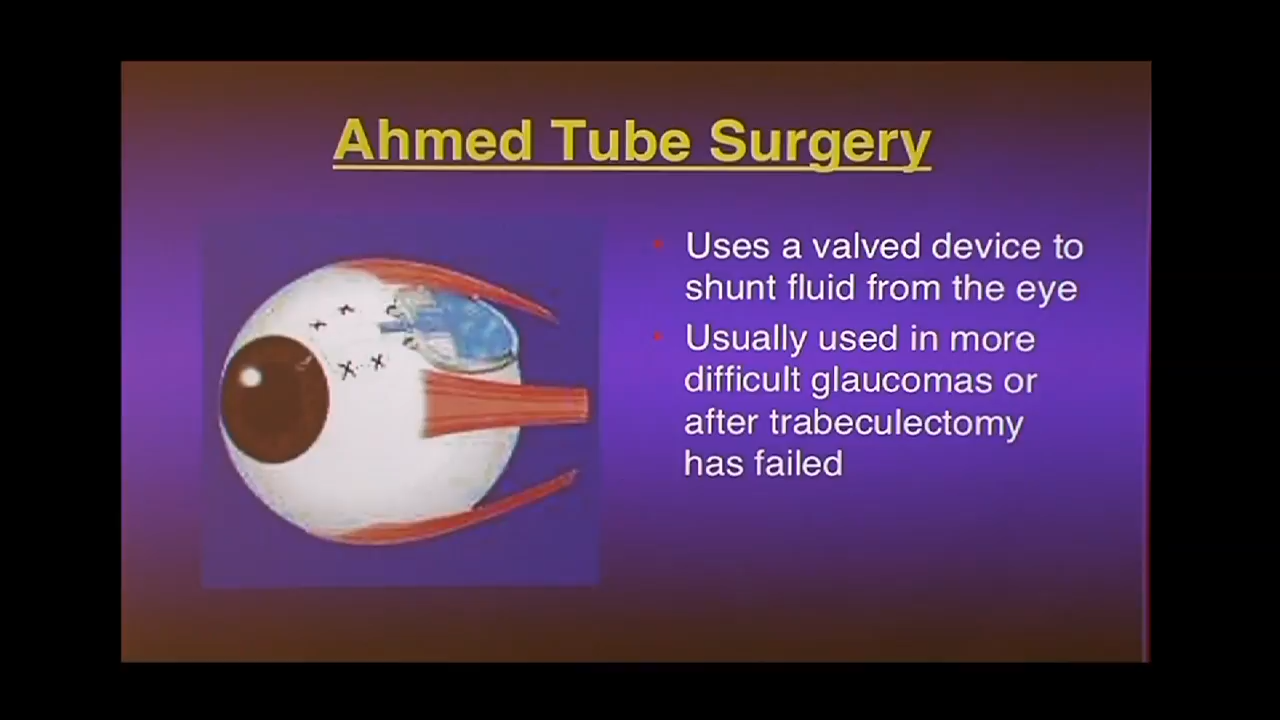 Ahmed Tube Surgery
• Uses a valved device to
shunt fluid from the eye
• Usually used in more
difficult glaucomas or
after trabeculectomy
has failed